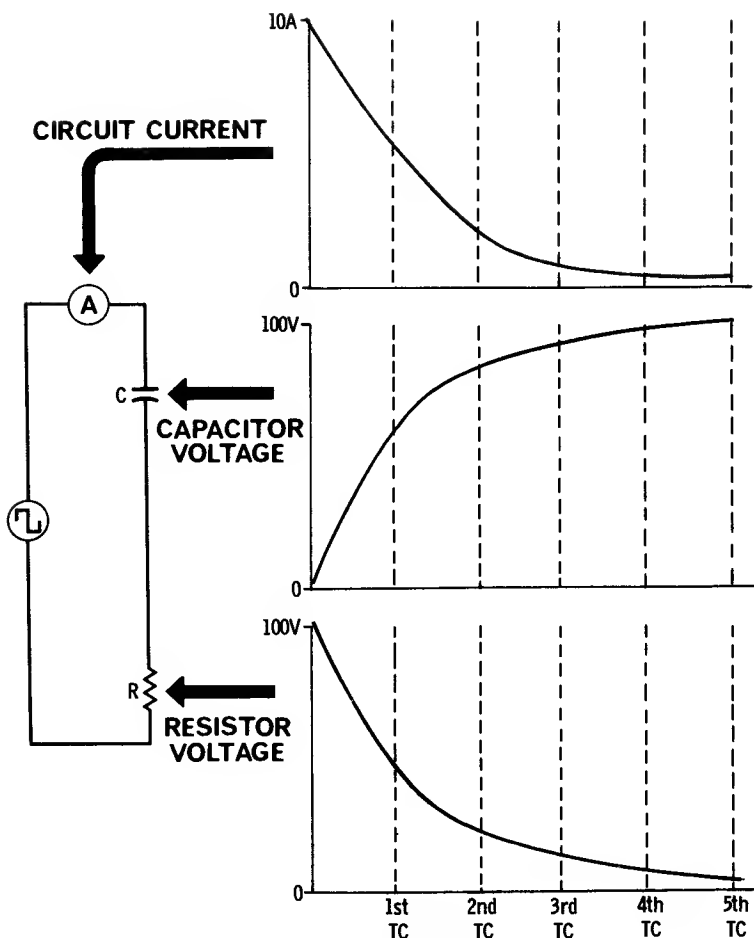 10A
CIRCUIT CURRENT
A
0
100V
C
CAPACITOR
VOLTAGE
0
100V
R
RESISTOR
VOLTAGE
0
1st 2nd 3rd 4th 5th
TC TC TC TC TC